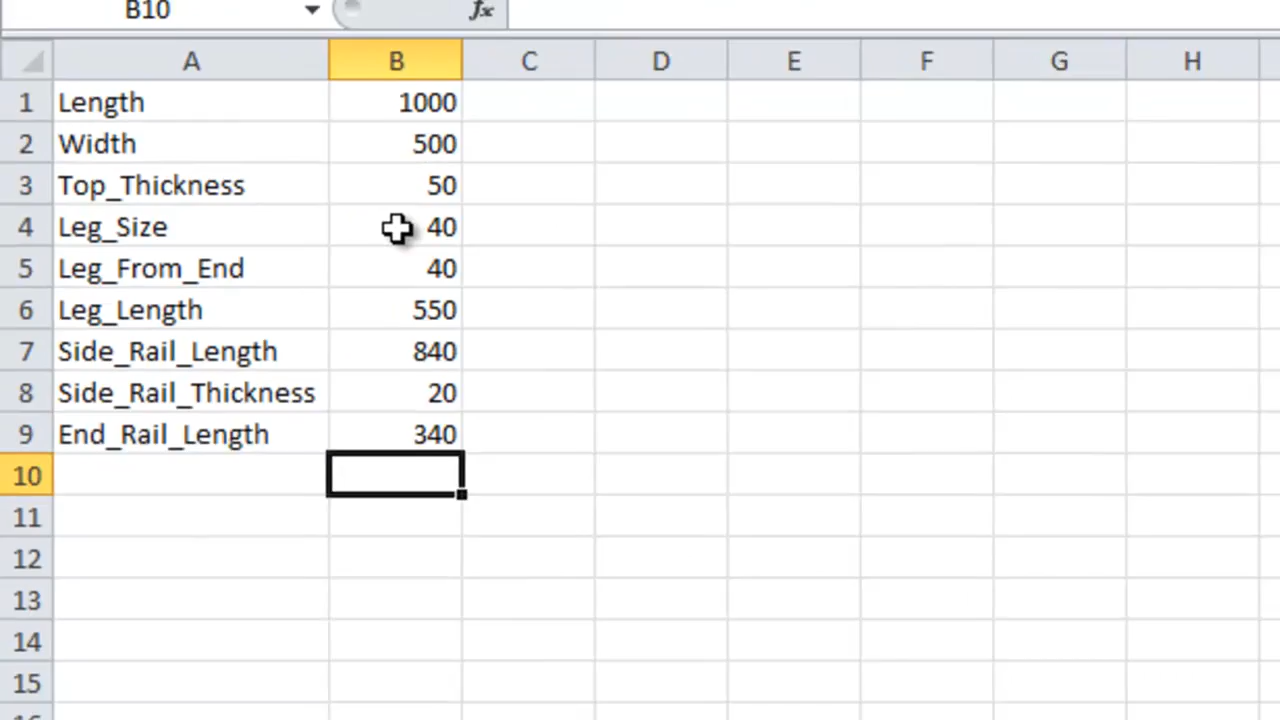 B10 fx
A B C D E F G H
1 Length 1000
2 Width 500
3 Top_Thickness 50
4 Leg_Size 40
5 Leg_From_End 40
6 Leg_Length 550
7 Side_Rail_Length 840
8 Side_Rail_Thickness 20
9 End_Rail_Length 340
10
11
12
13
14
15